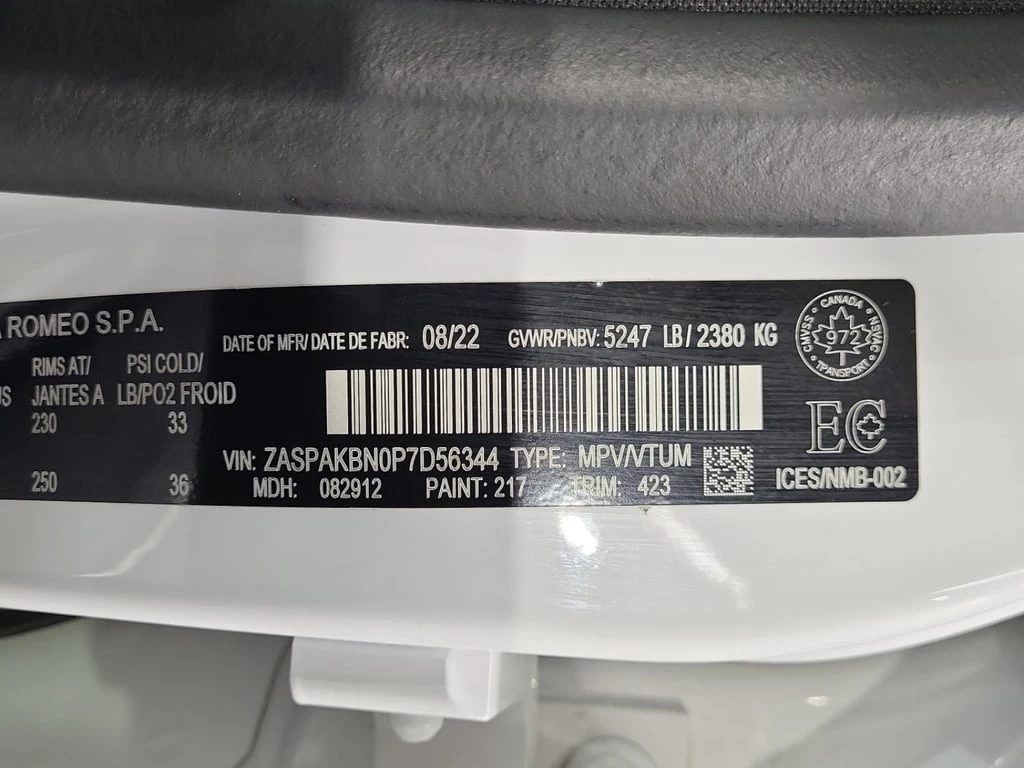 ROMEO S.P.A.
DATE OF MFR/DATE DE FABR: 08/22 GVWR/PNBV: 5247 LB / 2380 KG
RIMS AT/ PSI COLD/
JANTES A LB/PO2 FROID
230 33
250 36
VIN: ZASPAKBN0P7D56344 TYPE: MPV/VTUM
MDH: 082912 PAINT: 217 TRIM: 423
CANADA
CMVSS NSVAC
972
TRANSPORT
EC
ICES/NMB-002